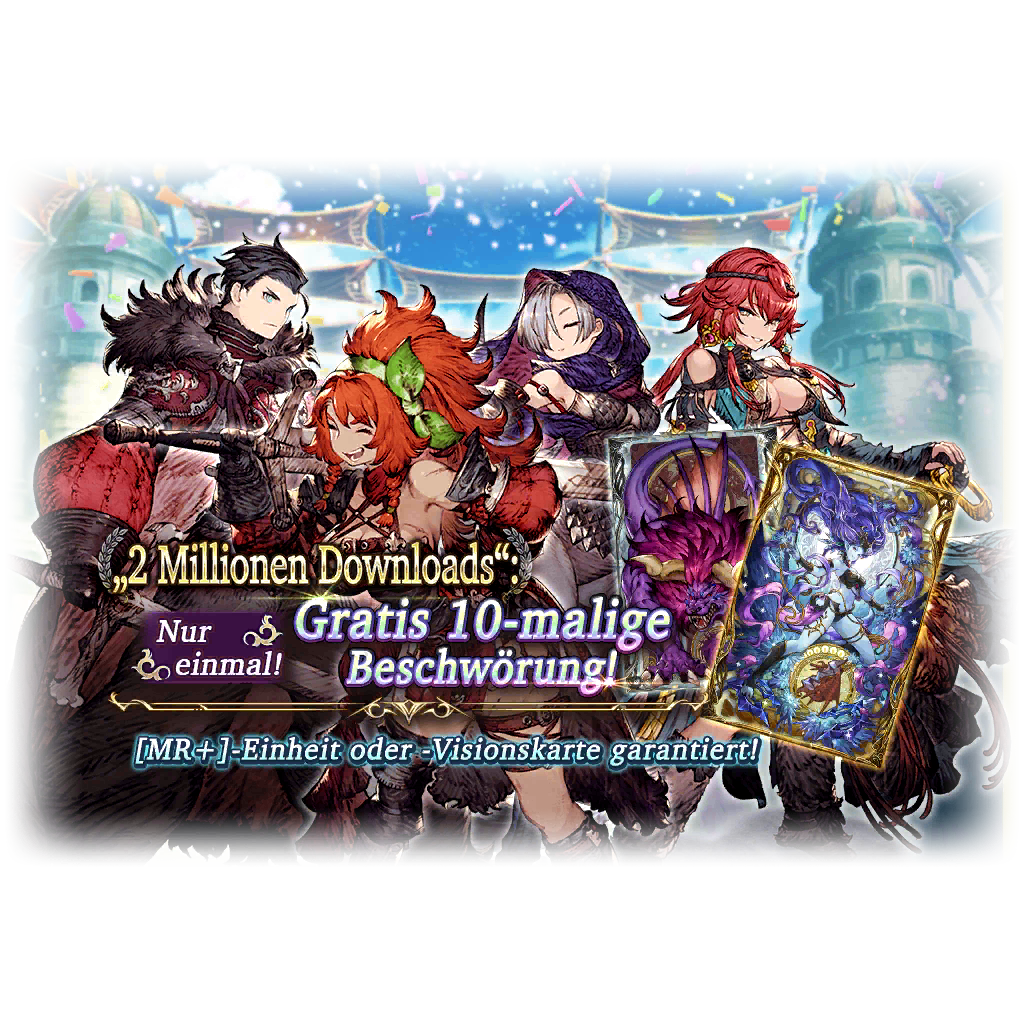 „2 Millionen Downloads“:
Nur
einmal!
Gratis 10-malige
Beschwörung!
[MR+]-Einheit oder -Visionskarte garantiert!